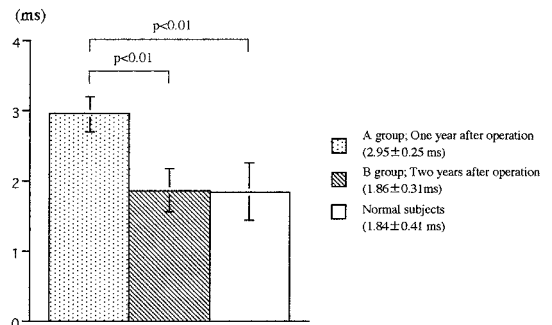 (ms)
4
3
2
1
0
p<0.01
p<0.01
A group; One year after operation
(2.95±0.25 ms)
B group; Two years after operation
(1.86±0.31ms)
Normal subjects
(1.84±0.41 ms)